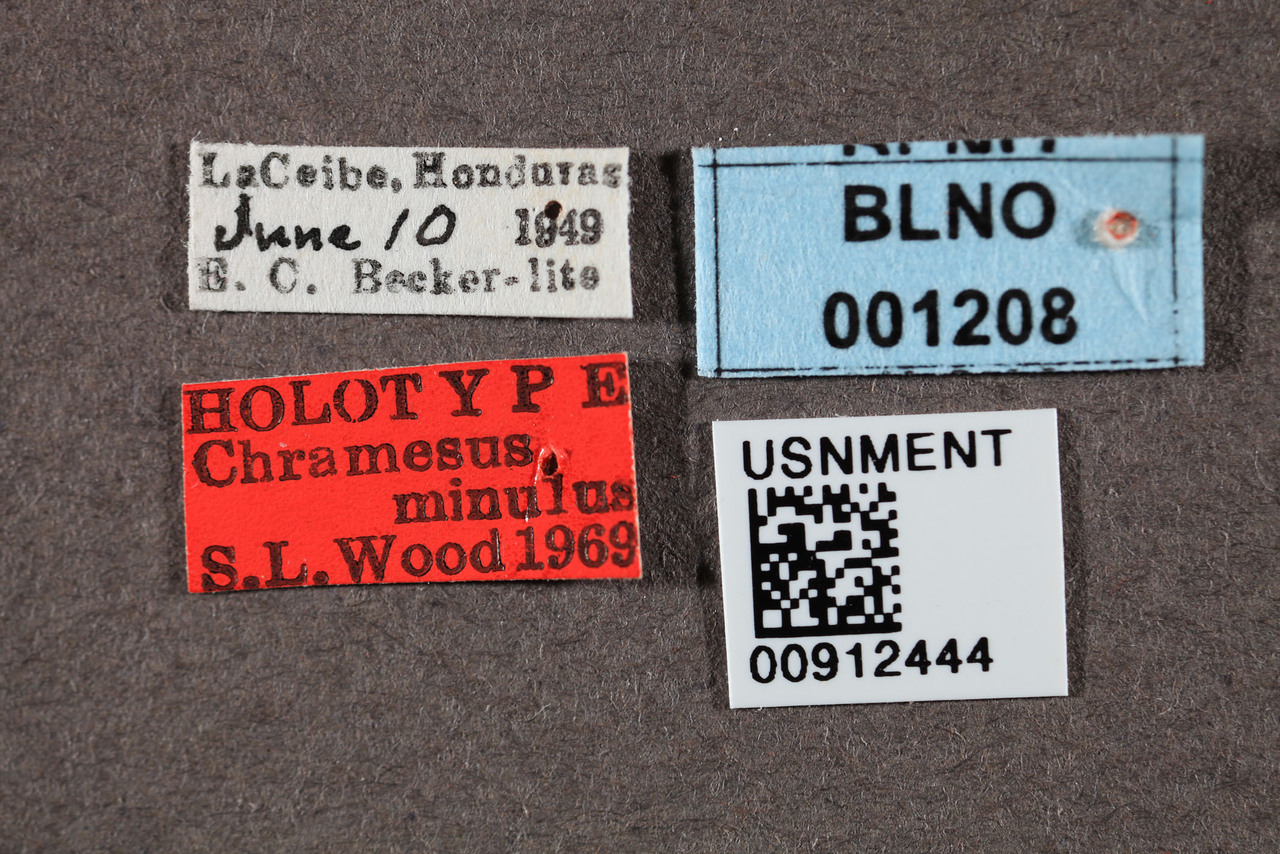 LaCeibe, Honduras
June 10 1949
E. C. Becker-lite
HOLOTYPE
Chramesus
minulus
S.L. Wood 1969
BLNO
001208
USNMENT
00912444